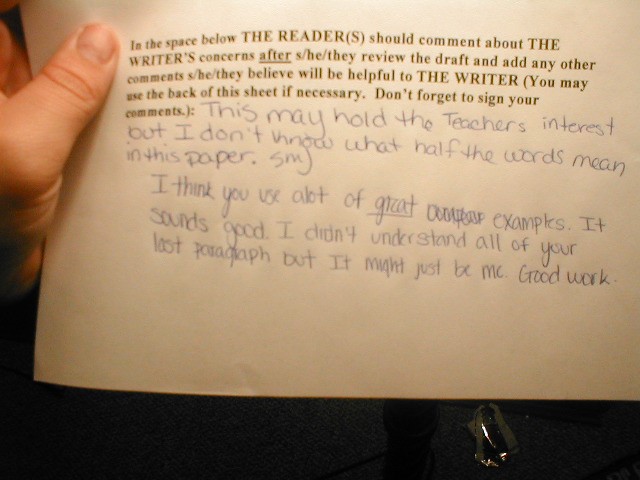 In the space below THE READER(S) should comment about THE
WRITER'S concerns after s/he/they review the draft and add any other
comments s/he/they believe will be helpful to THE WRITER (You may
use the back of this sheet if necessary. Don't forget to sign your
comments.): This may hold the Teachers interest
but I don't know what half the words mean
in this paper. smj
I think you use alot of great examples. It
sounds good. I didn't understand all of your
last paragraph but It might just be me. Good work.